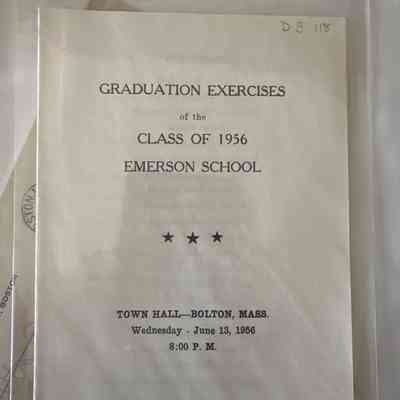 D S 118
GRADUATION EXERCISES
of the
CLASS OF 1956
EMERSON SCHOOL
TOWN HALL—BOLTON, MASS.
Wednesday - June 13, 1956
8:00 P. M.
BOSTON